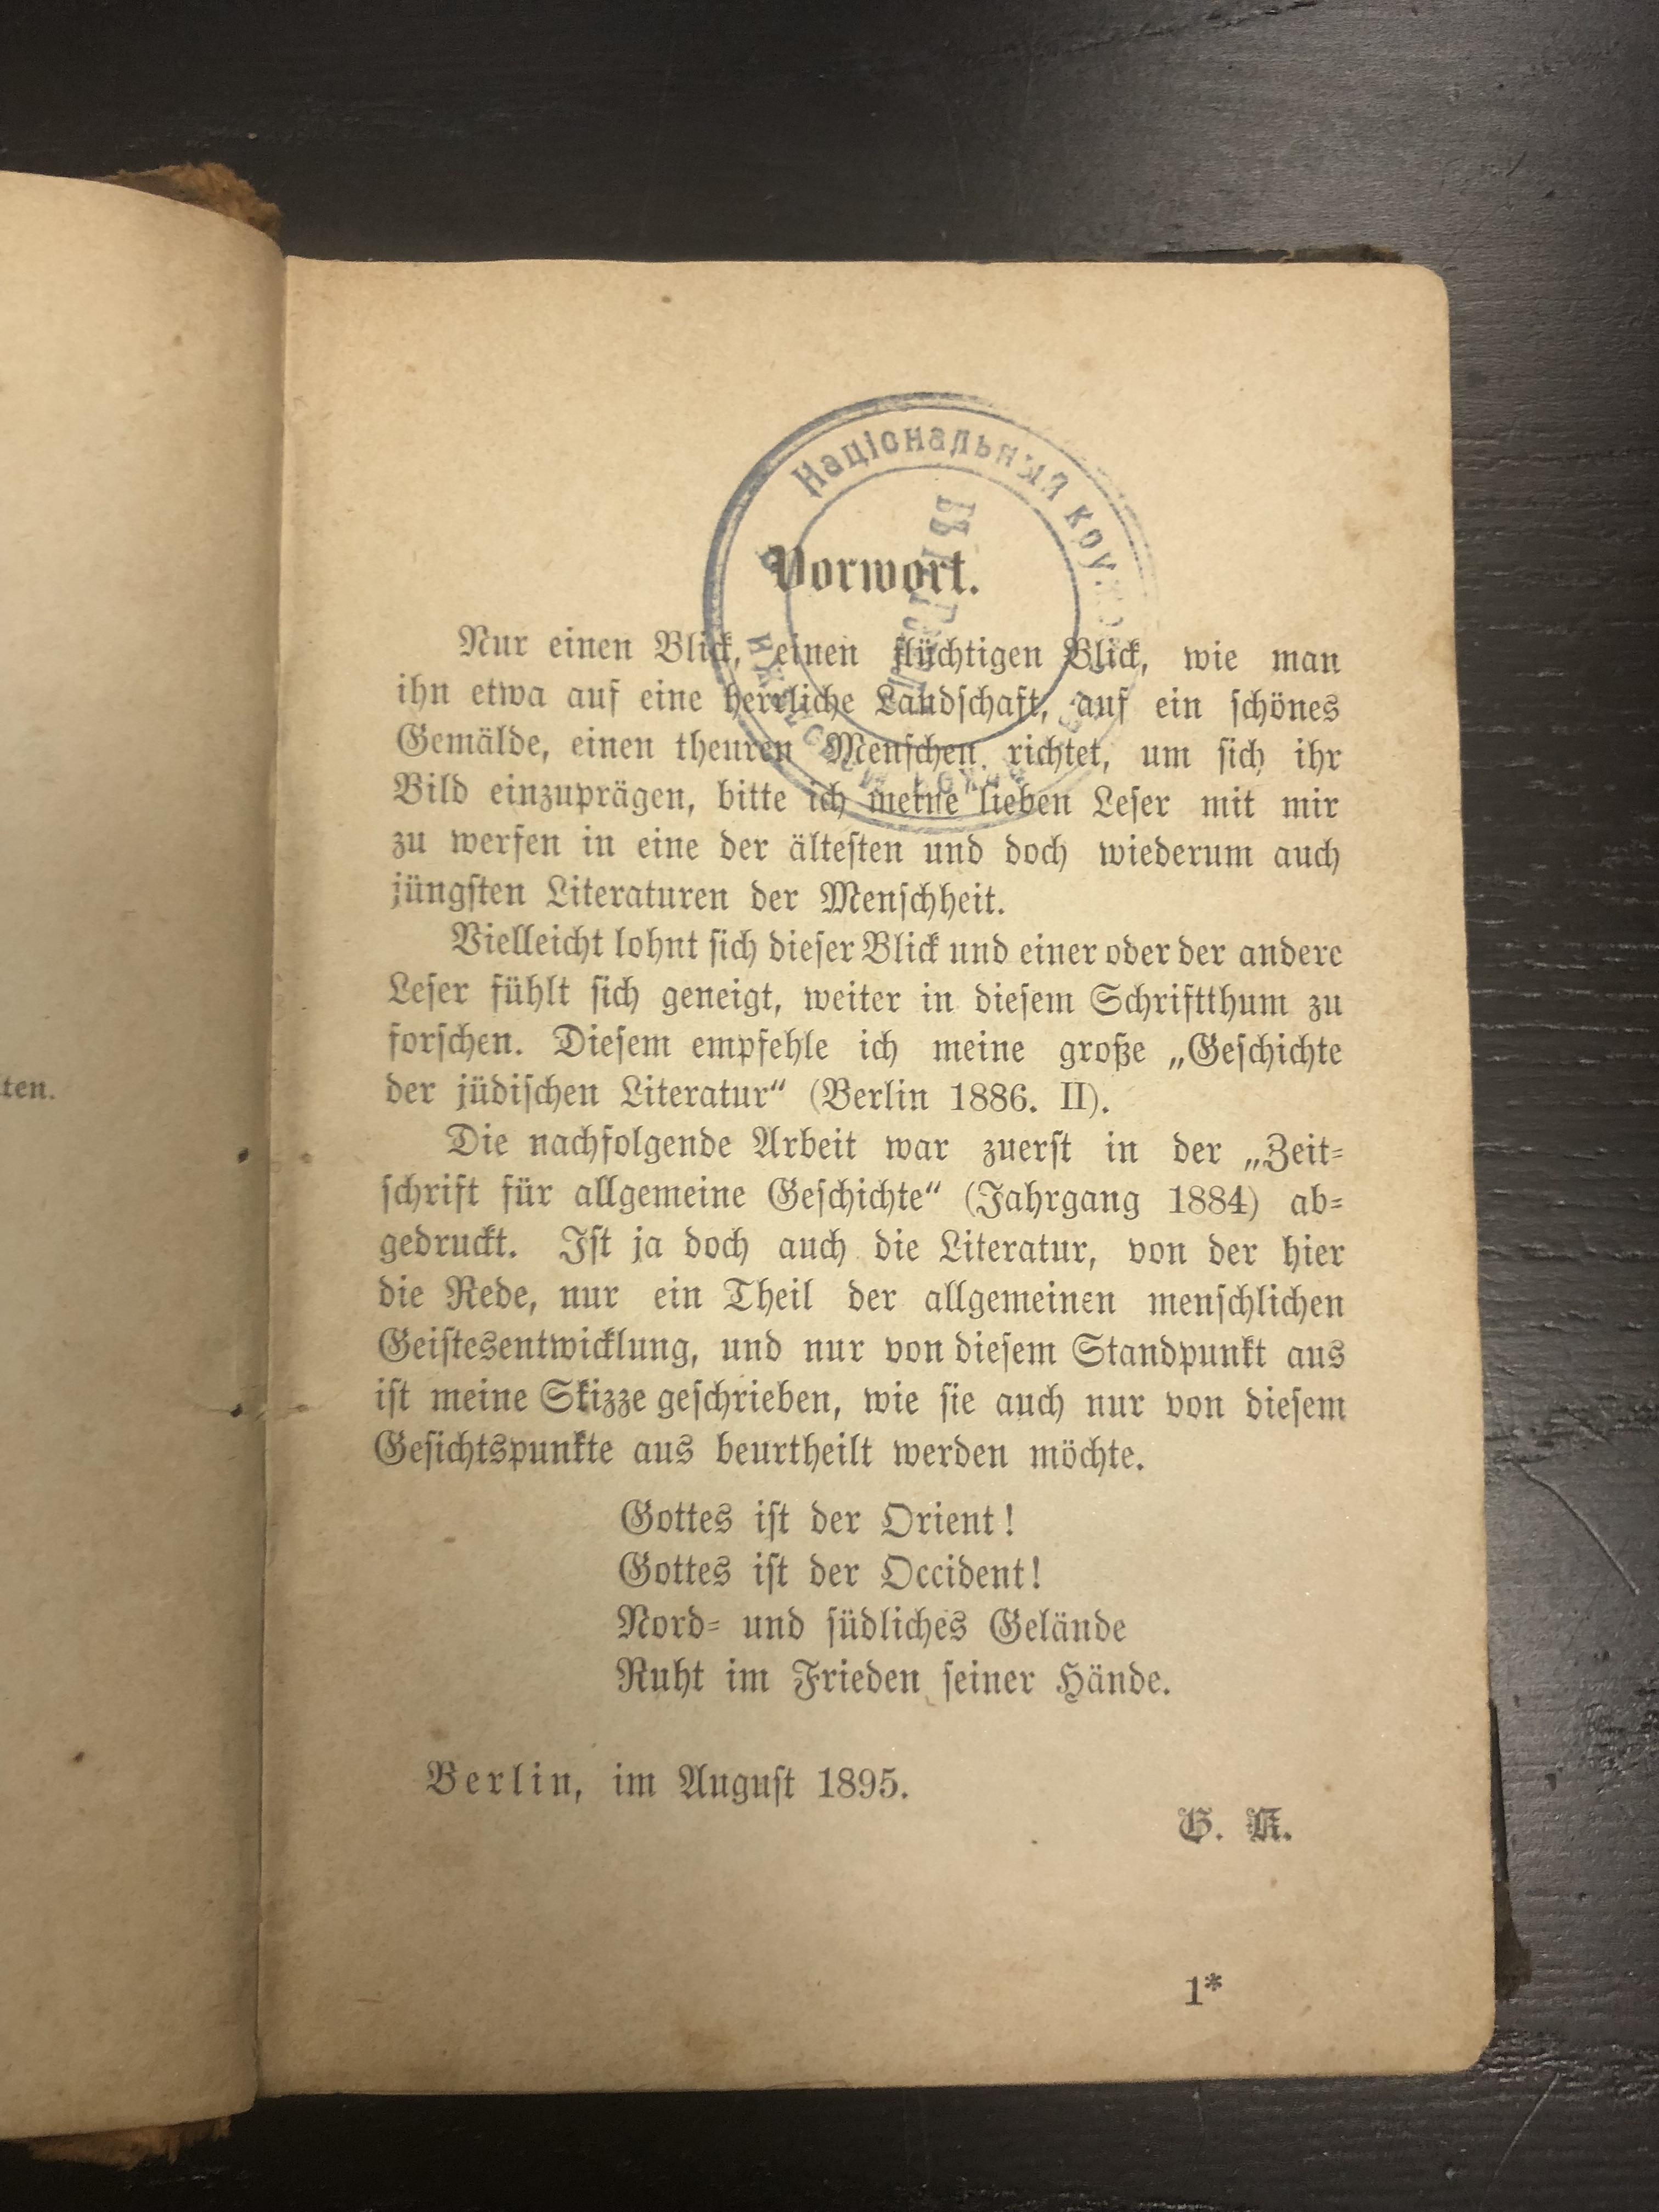 ten.
Національный
Vorwort.
Nur einen Blick, einen flüchtigen Blick, wie man
ihn etwa auf eine herrliche Landschaft, auf ein schönes
Gemälde, einen theuren Menschen richtet, um sich ihr
Bild einzuprägen, bitte ich meine lieben Leser mit mir
zu werfen in eine der ältesten und doch wiederum auch
jüngsten Literaturen der Menschheit.
Vielleicht lohnt sich dieser Blick und einer oder der andere
Leser fühlt sich geneigt, weiter in diesem Schriftthum zu
forschen. Diesem empfehle ich meine große „Geschichte
der jüdischen Literatur“ (Berlin 1886. II).
Die nachfolgende Arbeit war zuerst in der „Zeit-
schrift für allgemeine Geschichte“ (Jahrgang 1884) ab-
gedruckt. Ist ja doch auch die Literatur, von der hier
die Rede, nur ein Theil der allgemeinen menschlichen
Geistesentwicklung, und nur von diesem Standpunkt aus
ist meine Skizze geschrieben, wie sie auch nur von diesem
Gesichtspunkte aus beurtheilt werden möchte.
Gottes ist der Orient!
Gottes ist der Occident!
Nord- und südliches Gelände
Ruht im Frieden seiner Hände.
Berlin, im August 1895.
G. K.
1*